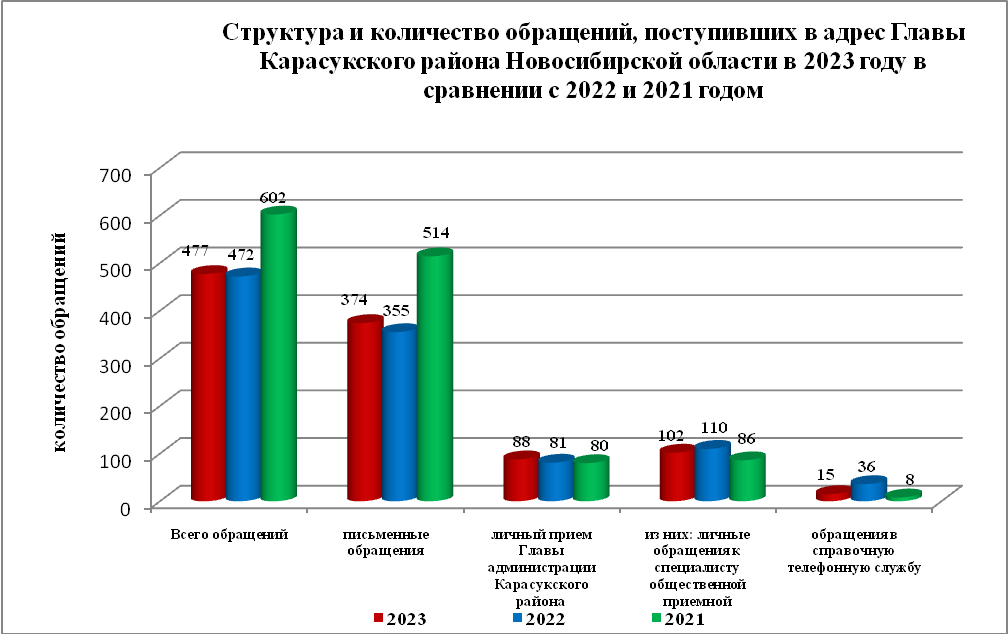 Структура и количество обращений, поступивших в адрес Главы
Карасукского района Новосибирской области в 2023 году в
сравнении с 2022 и 2021 годом
количество обращений
700
600
500
400
300
200
100
0
477
472
602
374
355
514
88
81
80
102
110
86
15
36
8
Всего обращений
письменные
обращения
личный прием
Главы
администрации
Карасукского
района
из них: личные
обращения к
специалисту
общественной
приемной
обращения в
справочную
телефонную службу
2023
2022
2021